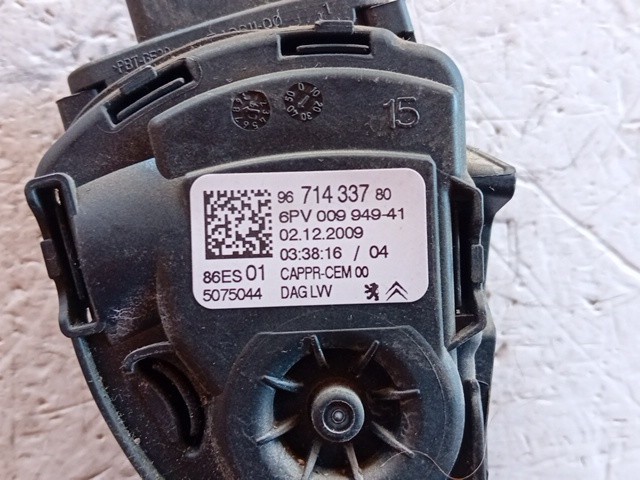 1
15
96 714 337 80
6PV 009 949-41
02.12.2009
03:38:16 / 04
86ES 01 CAPPR-CEM 00
5075044 DAG LVV